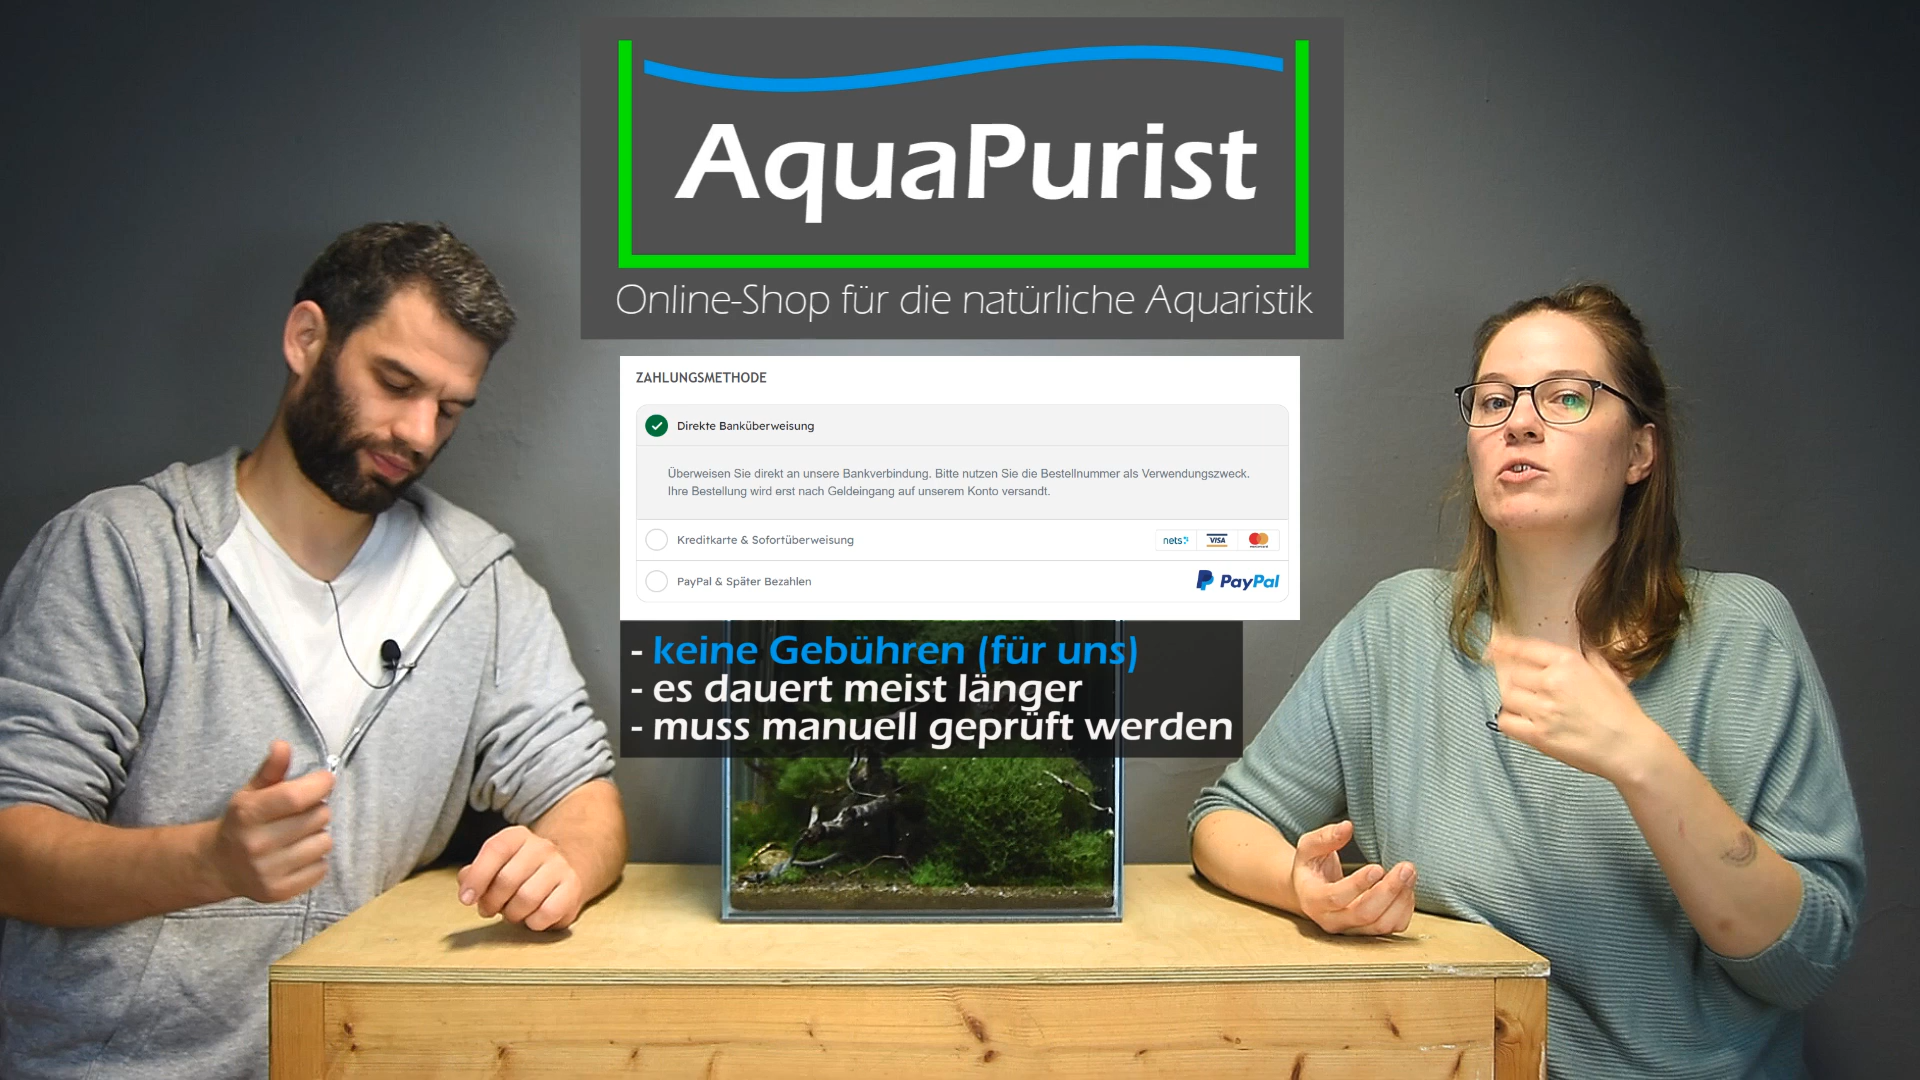 AquaPurist
Online-Shop für die natürliche Aquaristik
ZAHLUNGSMETHODE
Direkte Banküberweisung
Überweisen Sie direkt an unsere Bankverbindung. Bitte nutzen Sie die Bestellnummer als Verwendungszweck.
Ihre Bestellung wird erst nach Geldeingang auf unserem Konto versandt.
Kreditkarte & Sofortüberweisung
nets
VISA
PayPal & Später Bezahlen
PayPal
- keine Gebühren (für uns)
- es dauert meist länger
- muss manuell geprüft werden